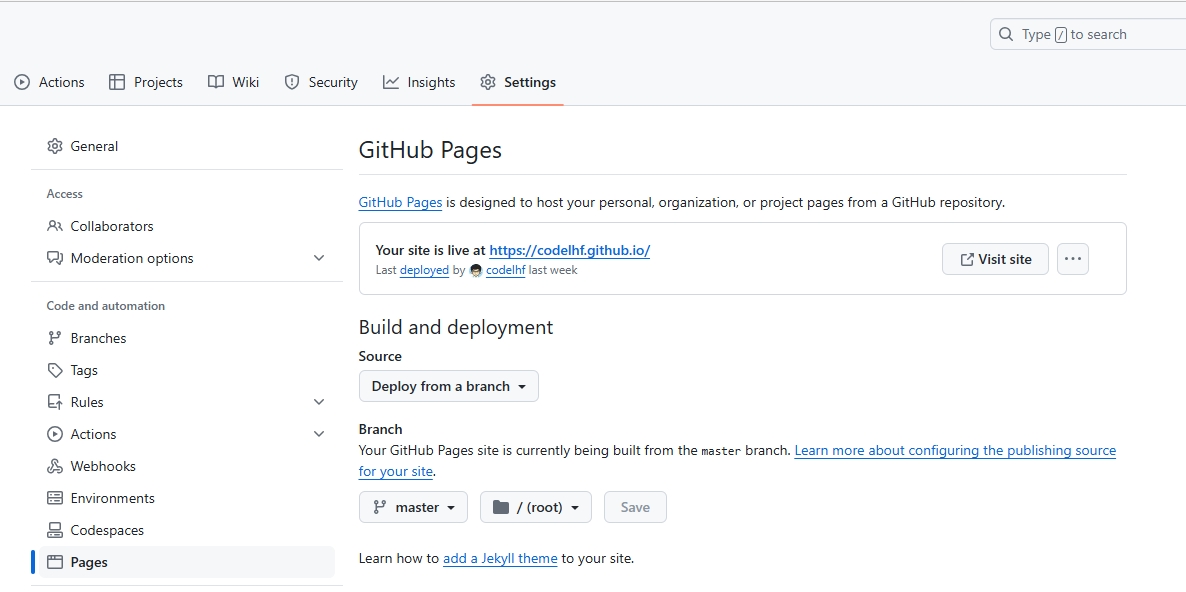 Type / to search
Actions
Projects
Wiki
Security
Insights
Settings
General
Access
Collaborators
Moderation options
Code and automation
Branches
Tags
Rules
Actions
Webhooks
Environments
Codespaces
Pages
GitHub Pages
GitHub Pages is designed to host your personal, organization, or project pages from a GitHub repository.
Your site is live at https://codelhf.github.io/
Last deployed by codelhf last week
Visit site
Build and deployment
Source
Deploy from a branch
Branch
Your GitHub Pages site is currently being built from the master branch. Learn more about configuring the publishing source
for your site.
master
/ (root)
Save
Learn how to add a Jekyll theme to your site.